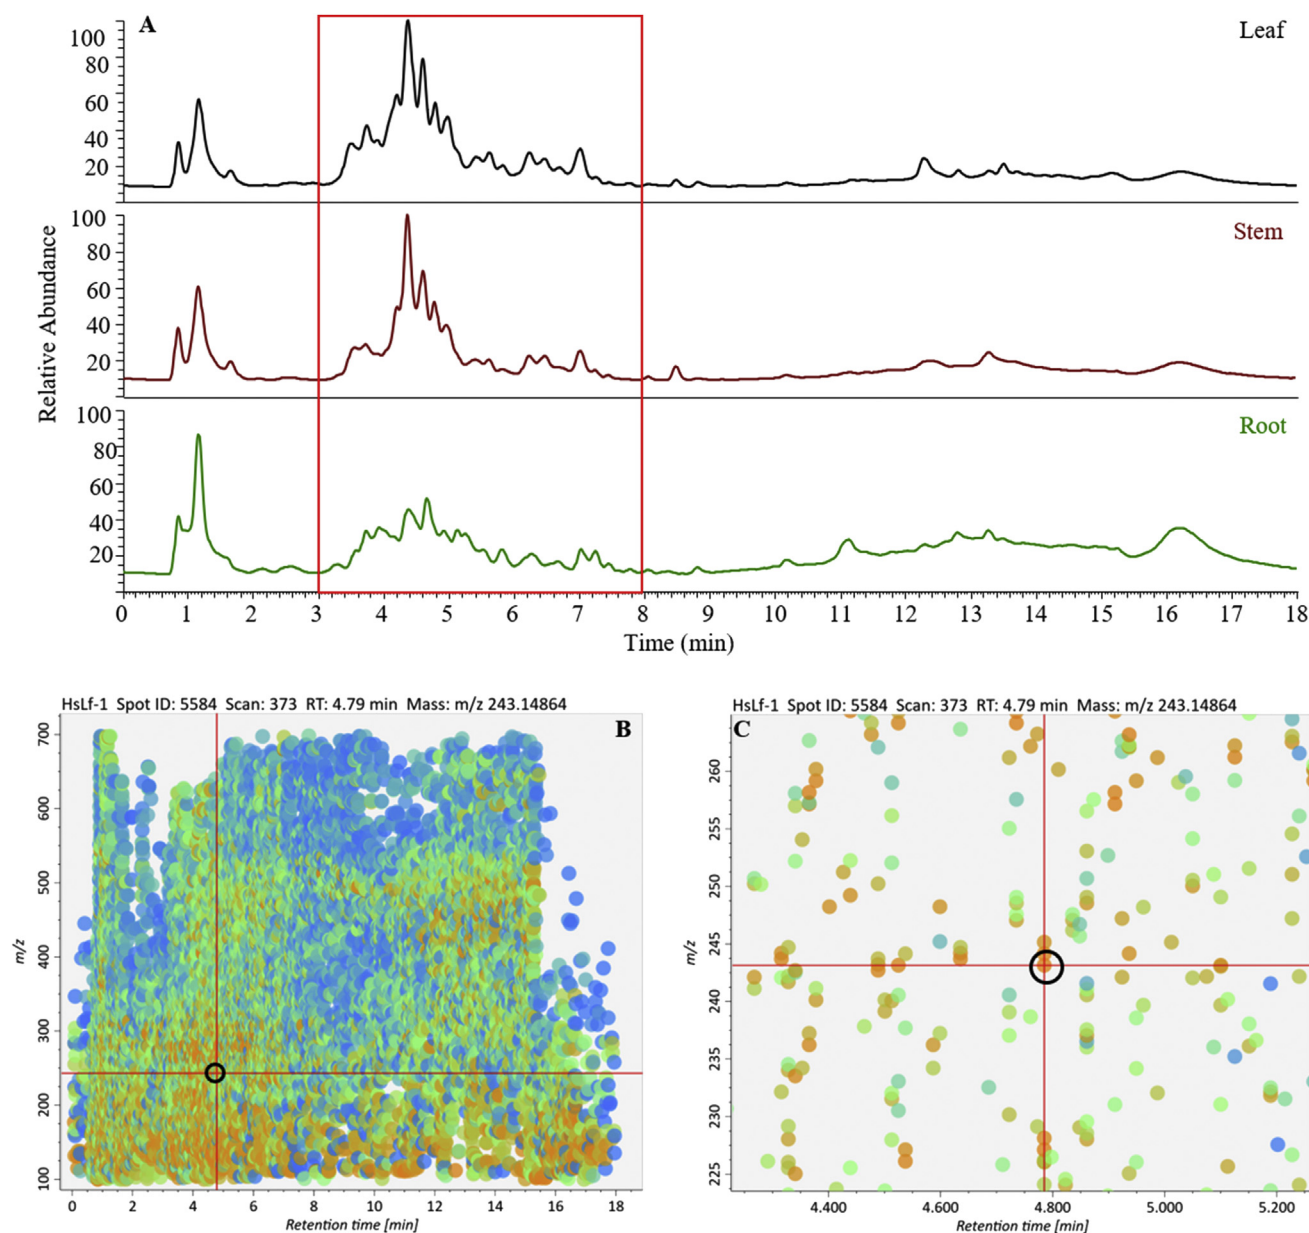 A
Leaf
100
80
60
40
20
Stem
100
80
60
40
20
Root
100
80
60
40
20
Relative Abundance
0 1 2 3 4 5 6 7 8 9 10 11 12 13 14 15 16 17 18
Time (min)
HsLf-1 Spot ID: 5584 Scan: 373 RT: 4.79 min Mass: m/z 243.14864
B
700
600
500
400
300
200
100
m/z
0 2 4 6 8 10 12 14 16 18
Retention time [min]
HsLf-1 Spot ID: 5584 Scan: 373 RT: 4.79 min Mass: m/z 243.14864
C
260
255
250
245
240
235
230
225
m/z
4.400 4.600 4.800 5.000 5.200
Retention time [min]